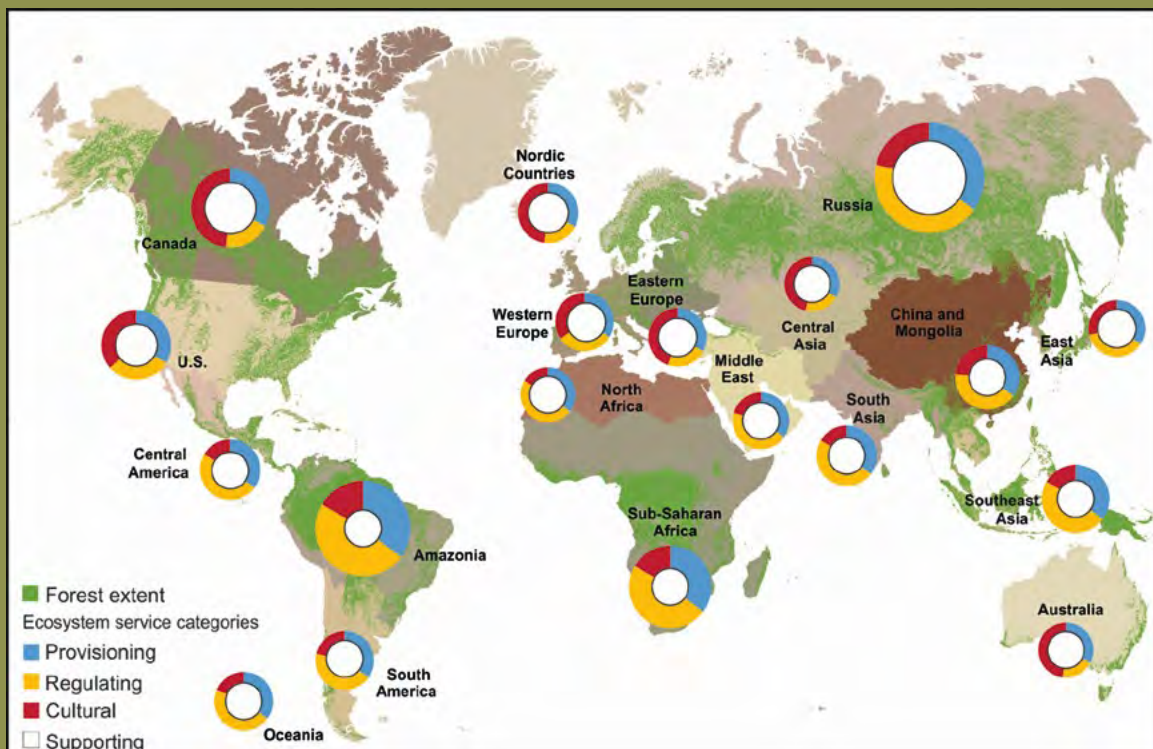 Nordic
Countries
Russia
Canada
Eastern
Europe
Western
Europe
Central
Asia
China and
Mongolia
East
Asia
U.S.
Middle
East
North
Africa
South
Asia
Central
America
Sub-Saharan
Africa
Southeast
Asia
Amazonia
Australia
South
America
Oceania
Forest extent
Ecosystem service categories
Provisioning
Regulating
Cultural
Supporting